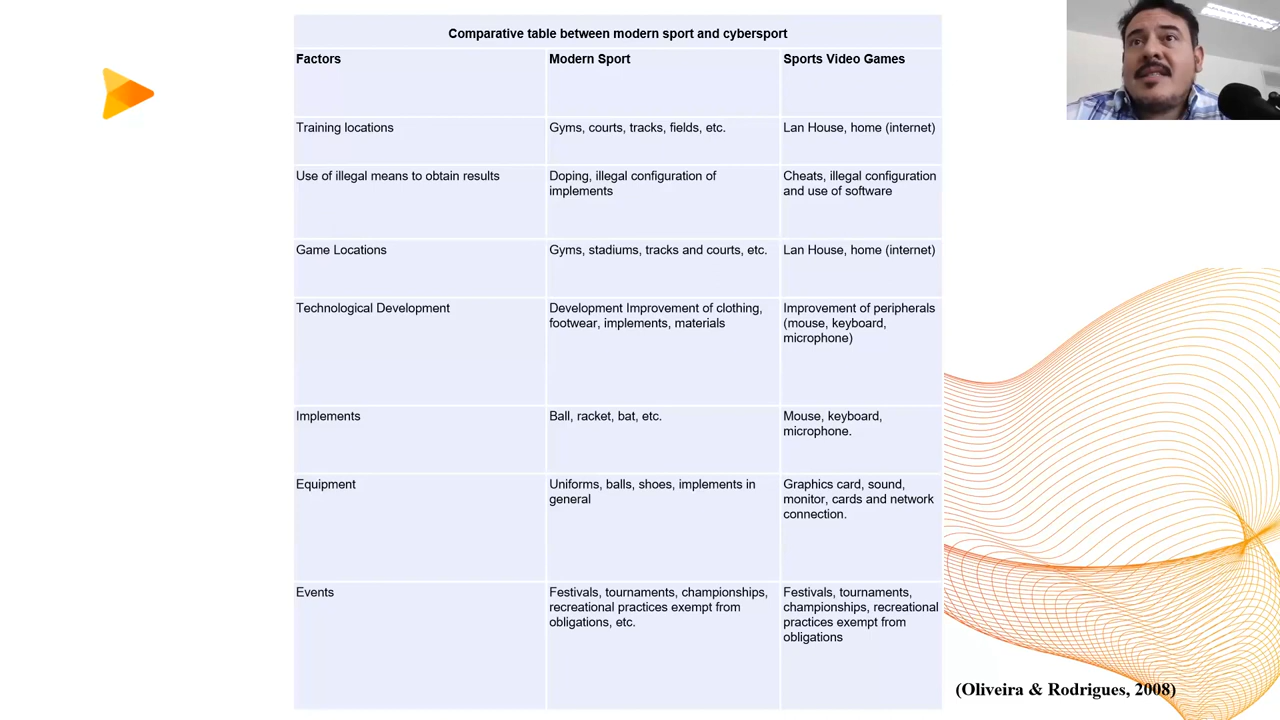 Comparative table between modern sport and cybersport
Factors
Modern Sport
Sports Video Games
Training locations
Gyms, courts, tracks, fields, etc.
Lan House, home (internet)
Use of illegal means to obtain results
Doping, illegal configuration of
implements
Cheats, illegal configuration
and use of software
Game Locations
Gyms, stadiums, tracks and courts, etc.
Lan House, home (internet)
Technological Development
Development Improvement of clothing,
footwear, implements, materials
Improvement of peripherals
(mouse, keyboard,
microphone)
Implements
Ball, racket, bat, etc.
Mouse, keyboard,
microphone.
Equipment
Uniforms, balls, shoes, implements in
general
Graphics card, sound,
monitor, cards and network
connection.
Events
Festivals, tournaments, championships,
recreational practices exempt from
obligations, etc.
Festivals, tournaments,
championships, recreational
practices exempt from
obligations
(Oliveira & Rodrigues, 2008)